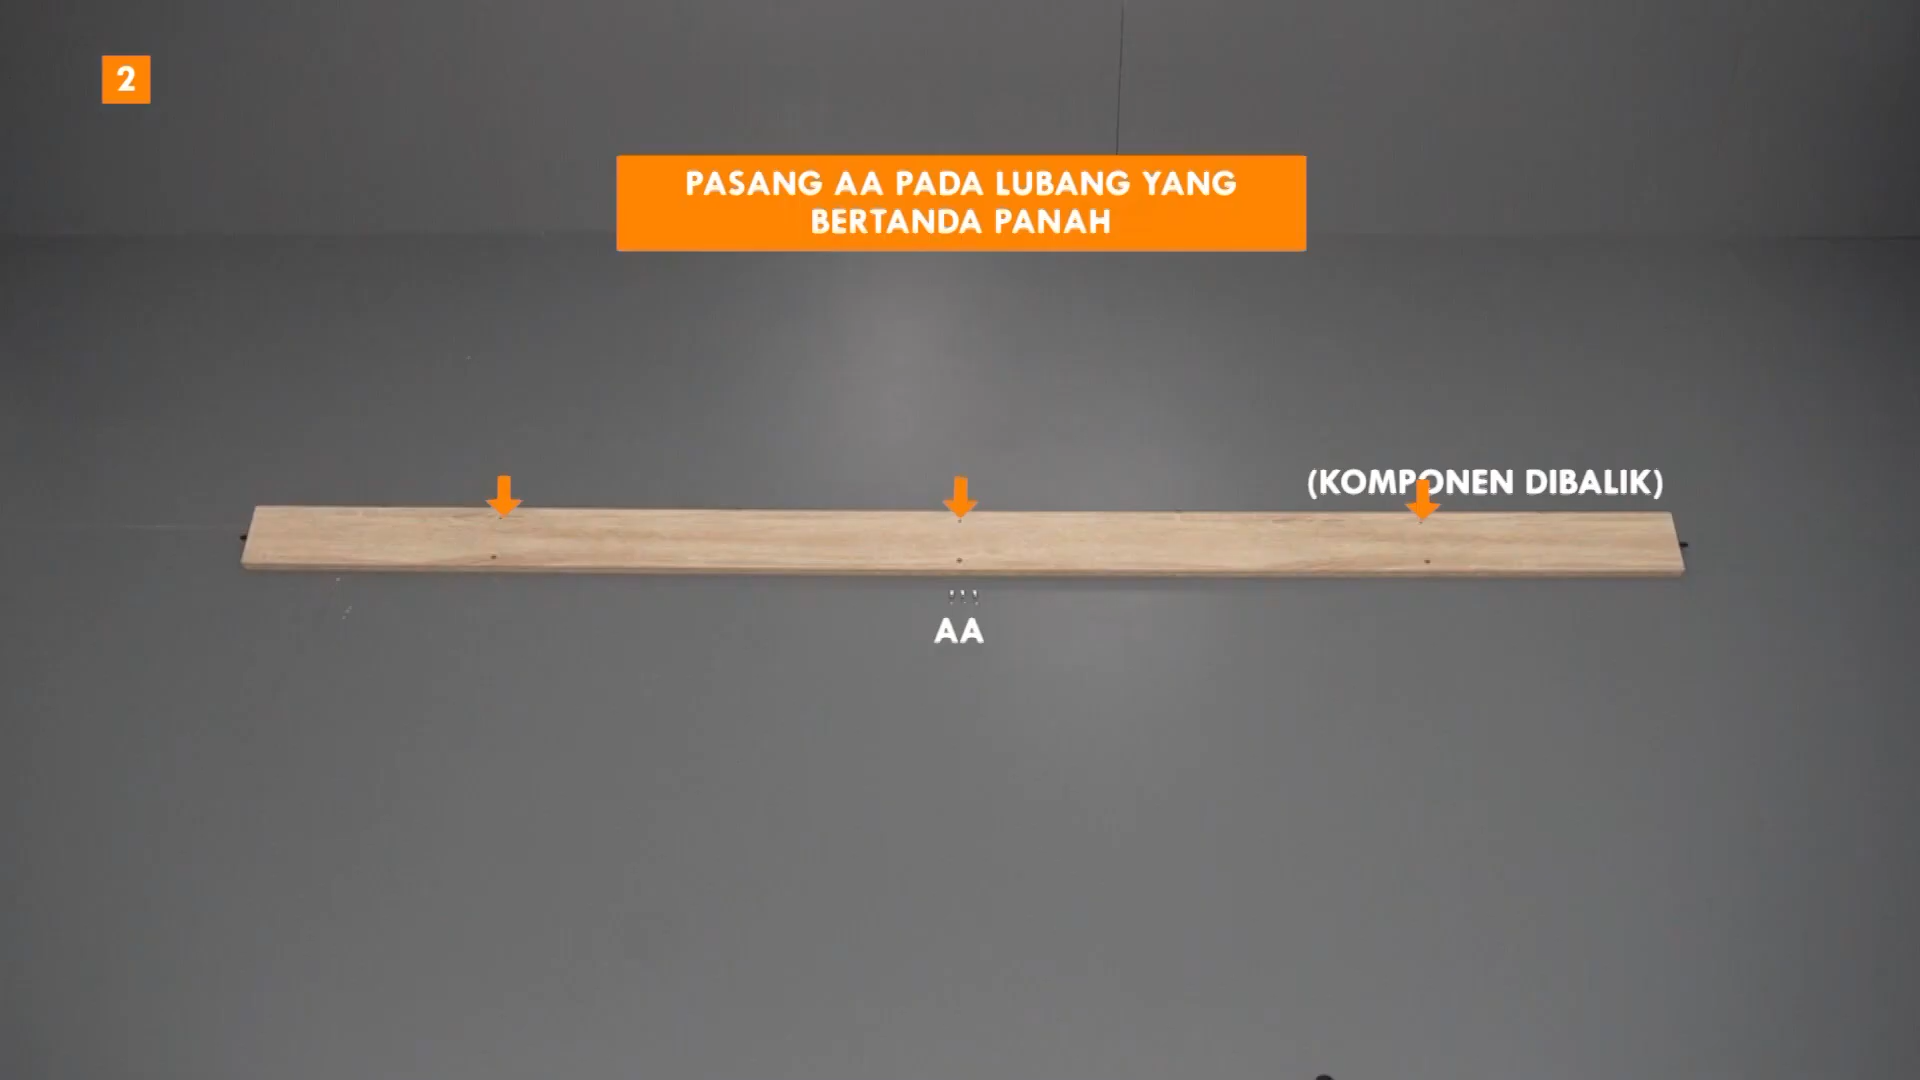 2
PASANG AA PADA LUBANG YANG
BERTANDA PANAH
(KOMPONEN DIBALIK)
AA